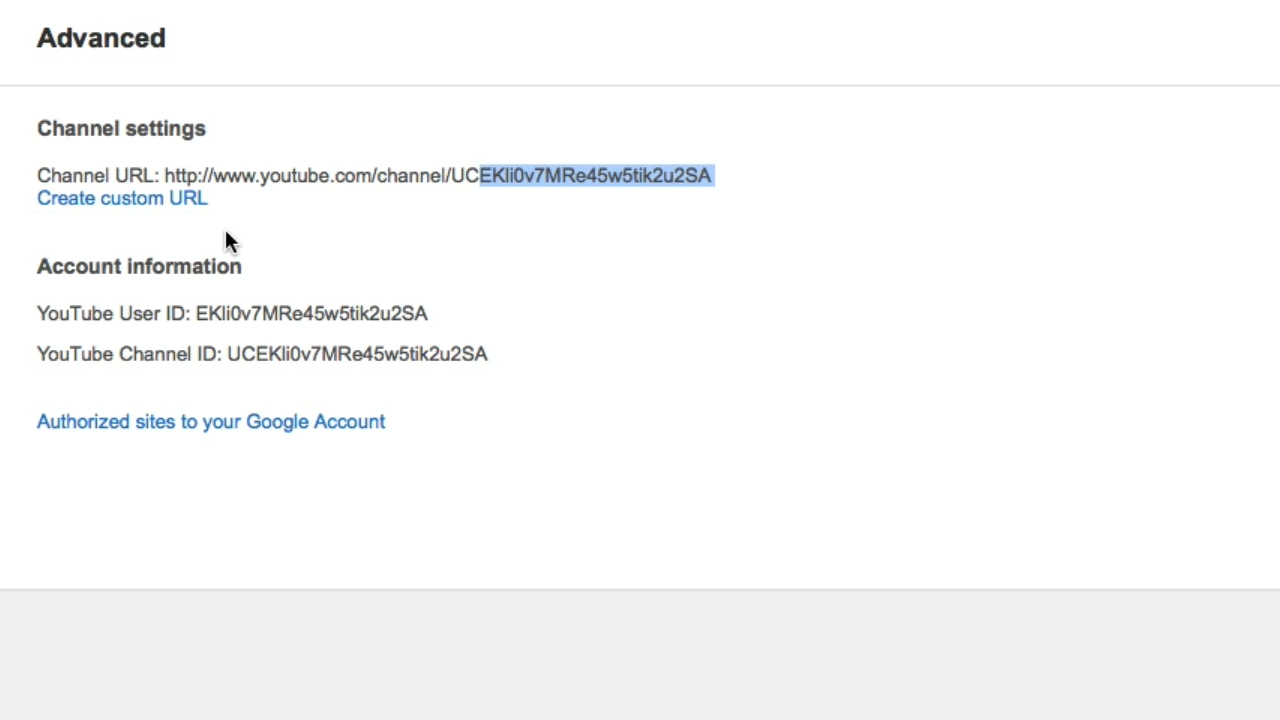 Advanced
Channel settings
Channel URL: http://www.youtube.com/channel/UCEKli0v7MRe45w5tik2u2SA
Create custom URL
Account information
YouTube User ID: EKli0v7MRe45w5tik2u2SA
YouTube Channel ID: UCEKli0v7MRe45w5tik2u2SA
Authorized sites to your Google Account